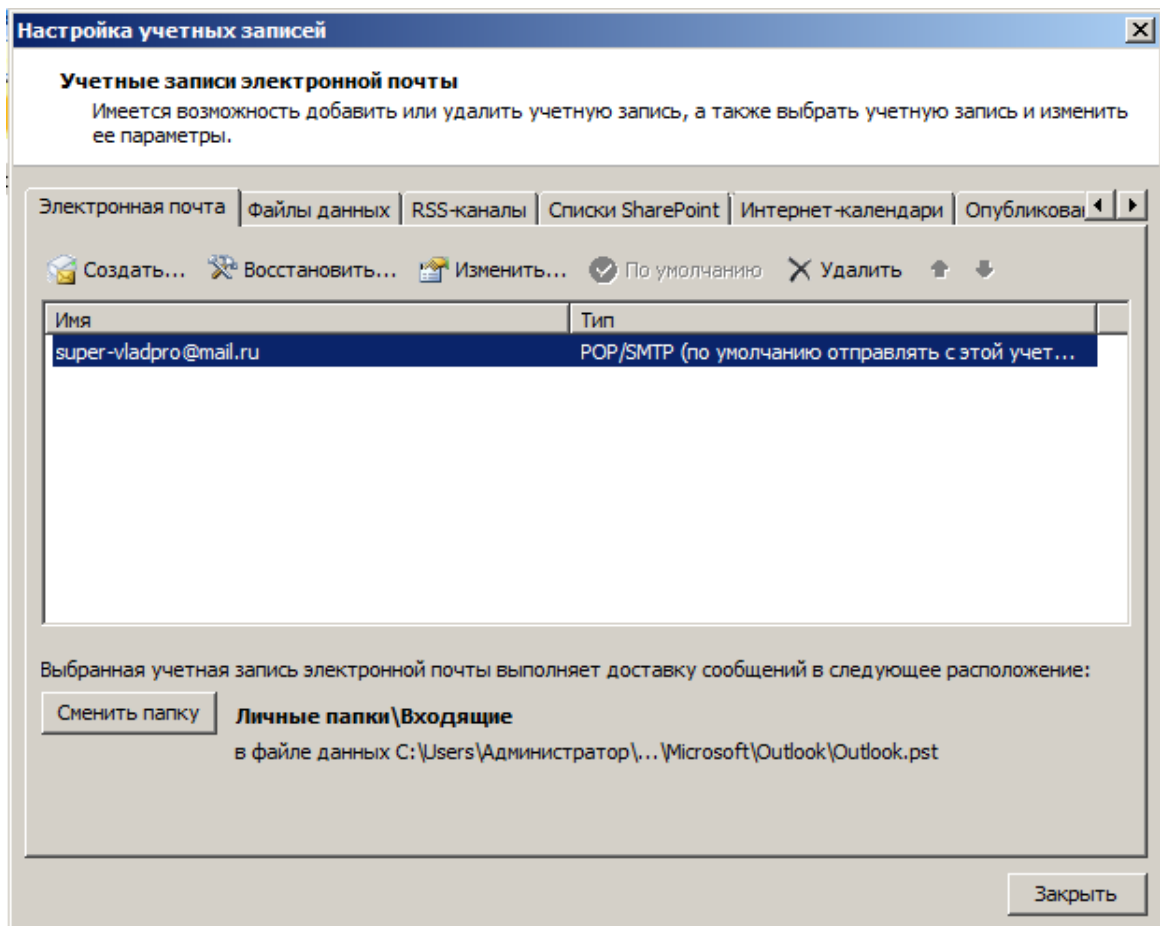 Настройка учетных записей
Учетные записи электронной почты
Имеется возможность добавить или удалить учетную запись, а также выбрать учетную запись и изменить
ее параметры.
Электронная почта Файлы данных RSS-каналы Списки SharePoint Интернет-календари Опубликова
Создать... Восстановить... Изменить... По умолчанию Удалить
Имя Тип
super-vladpro@mail.ru POP/SMTP (по умолчанию отправлять с этой учет...
Выбранная учетная запись электронной почты выполняет доставку сообщений в следующее расположение:
Сменить папку Личные папки\Входящие
в файле данных C:\Users\Администратор\...\Microsoft\Outlook\Outlook.pst
Закрыть